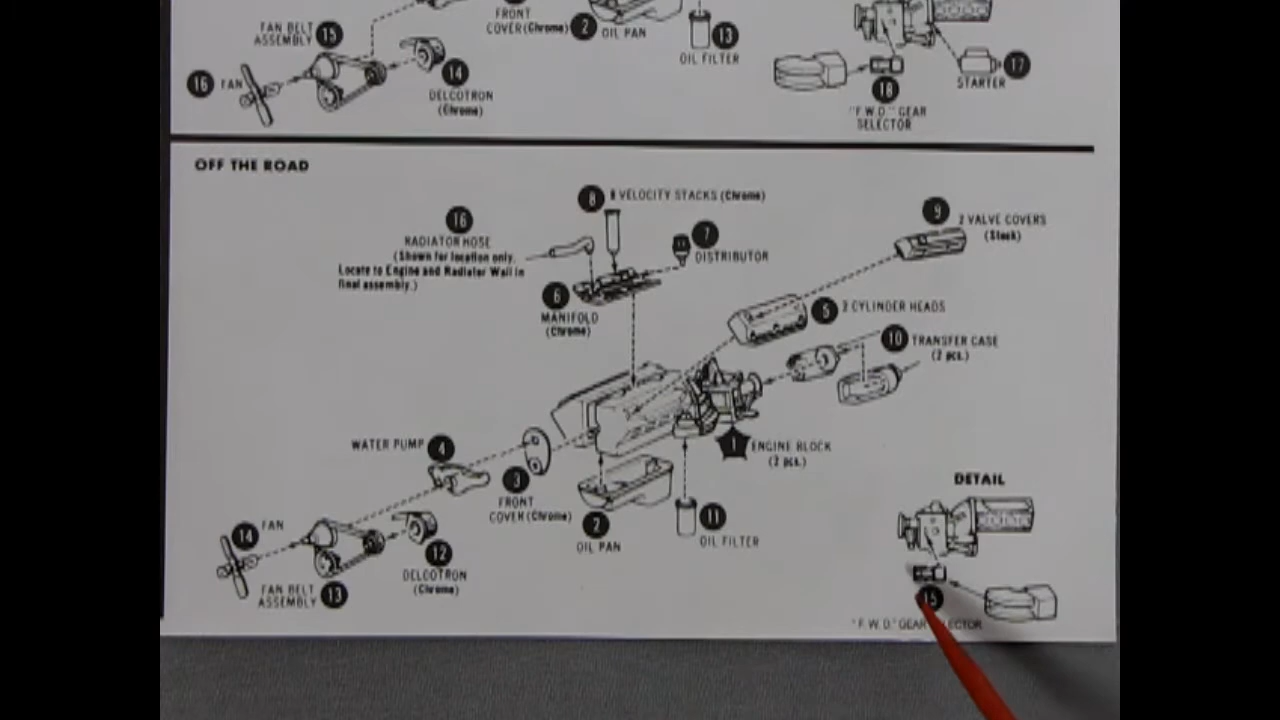 FRONT
COVER (Chrome) 2 OIL PAN
FAN BELT
ASSEMBLY 15
13
OIL FILTER
16 FAN
14
DELCOTRON
(Chrome)
17
STARTER
18
"F.W.D." GEAR
SELECTOR
OFF THE ROAD
8 8 VELOCITY STACKS (Chrome)
16
RADIATOR HOSE
(Shown for location only.
Locate to Engine and Radiator Wall in
final assembly.)
7
DISTRIBUTOR
9
2 VALVE COVERS
(Stock)
6
MANIFOLD
(Chrome)
5 2 CYLINDER HEADS
10 TRANSFER CASE
(2 pcs.)
WATER PUMP 4
1 ENGINE BLOCK
(2 pcs.)
3
FRONT
COVER (Chrome)
2
OIL PAN
11
OIL FILTER
DETAIL
14 FAN
12
DELCOTRON
(Chrome)
FAN BELT
ASSEMBLY 13
15
"F.W.D." GEAR